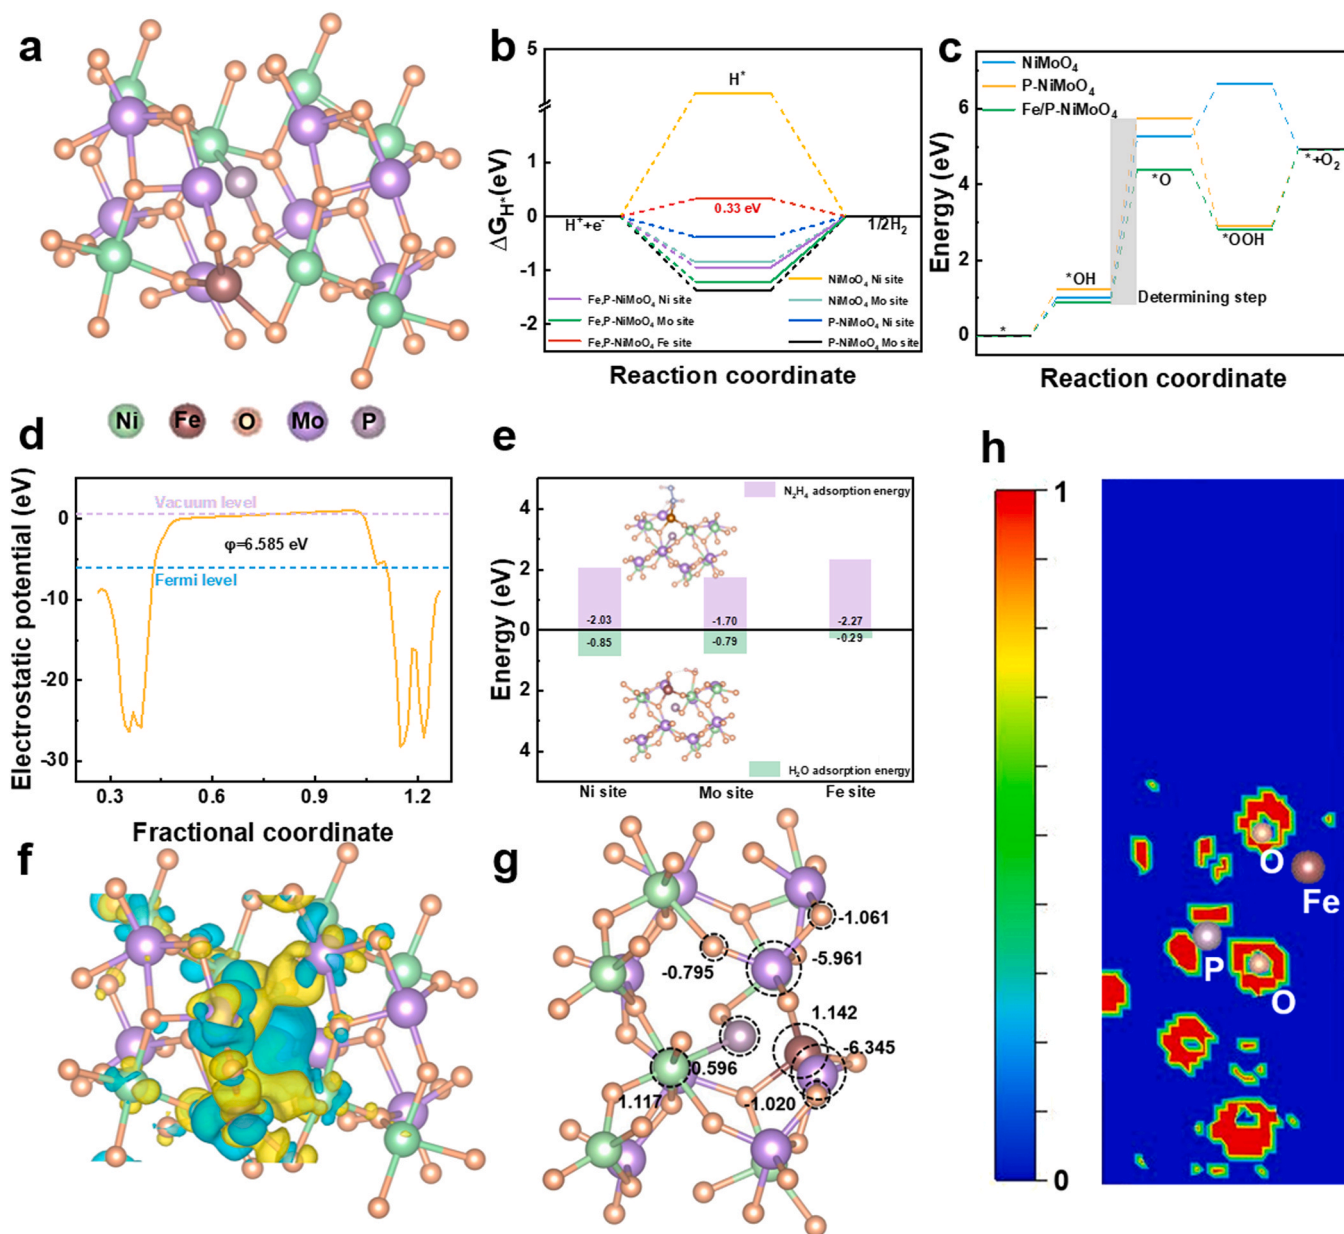 a
Ni Fe O Mo P
b
5
1
0
-1
-2
ΔG_H*(eV)
H*
0.33 eV
H⁺+e⁻
1/2H₂
NiMoO₄ Ni site
Fe,P-NiMoO₄ Ni site
NiMoO₄ Mo site
Fe,P-NiMoO₄ Mo site
P-NiMoO₄ Ni site
Fe,P-NiMoO₄ Fe site
P-NiMoO₄ Mo site
Reaction coordinate
c
NiMoO₄
P-NiMoO₄
Fe/P-NiMoO₄
6
4
2
0
Energy (eV)
*
*OH
*O
*OOH
*+O₂
Determining step
Reaction coordinate
d
Electrostatic potential (eV)
0
-10
-20
-30
Vacuum level
φ=6.585 eV
Fermi level
0.3 0.6 0.9 1.2
Fractional coordinate
e
Energy (eV)
4
2
0
2
4
N₂H₄ adsorption energy
-2.03 -1.70 -2.27
-0.85 -0.79 -0.29
H₂O adsorption energy
Ni site Mo site Fe site
f
g
-1.061
-0.795
-5.961
1.142
-6.345
0.596
1.117
-1.020
h
1
0
O
Fe
P
O